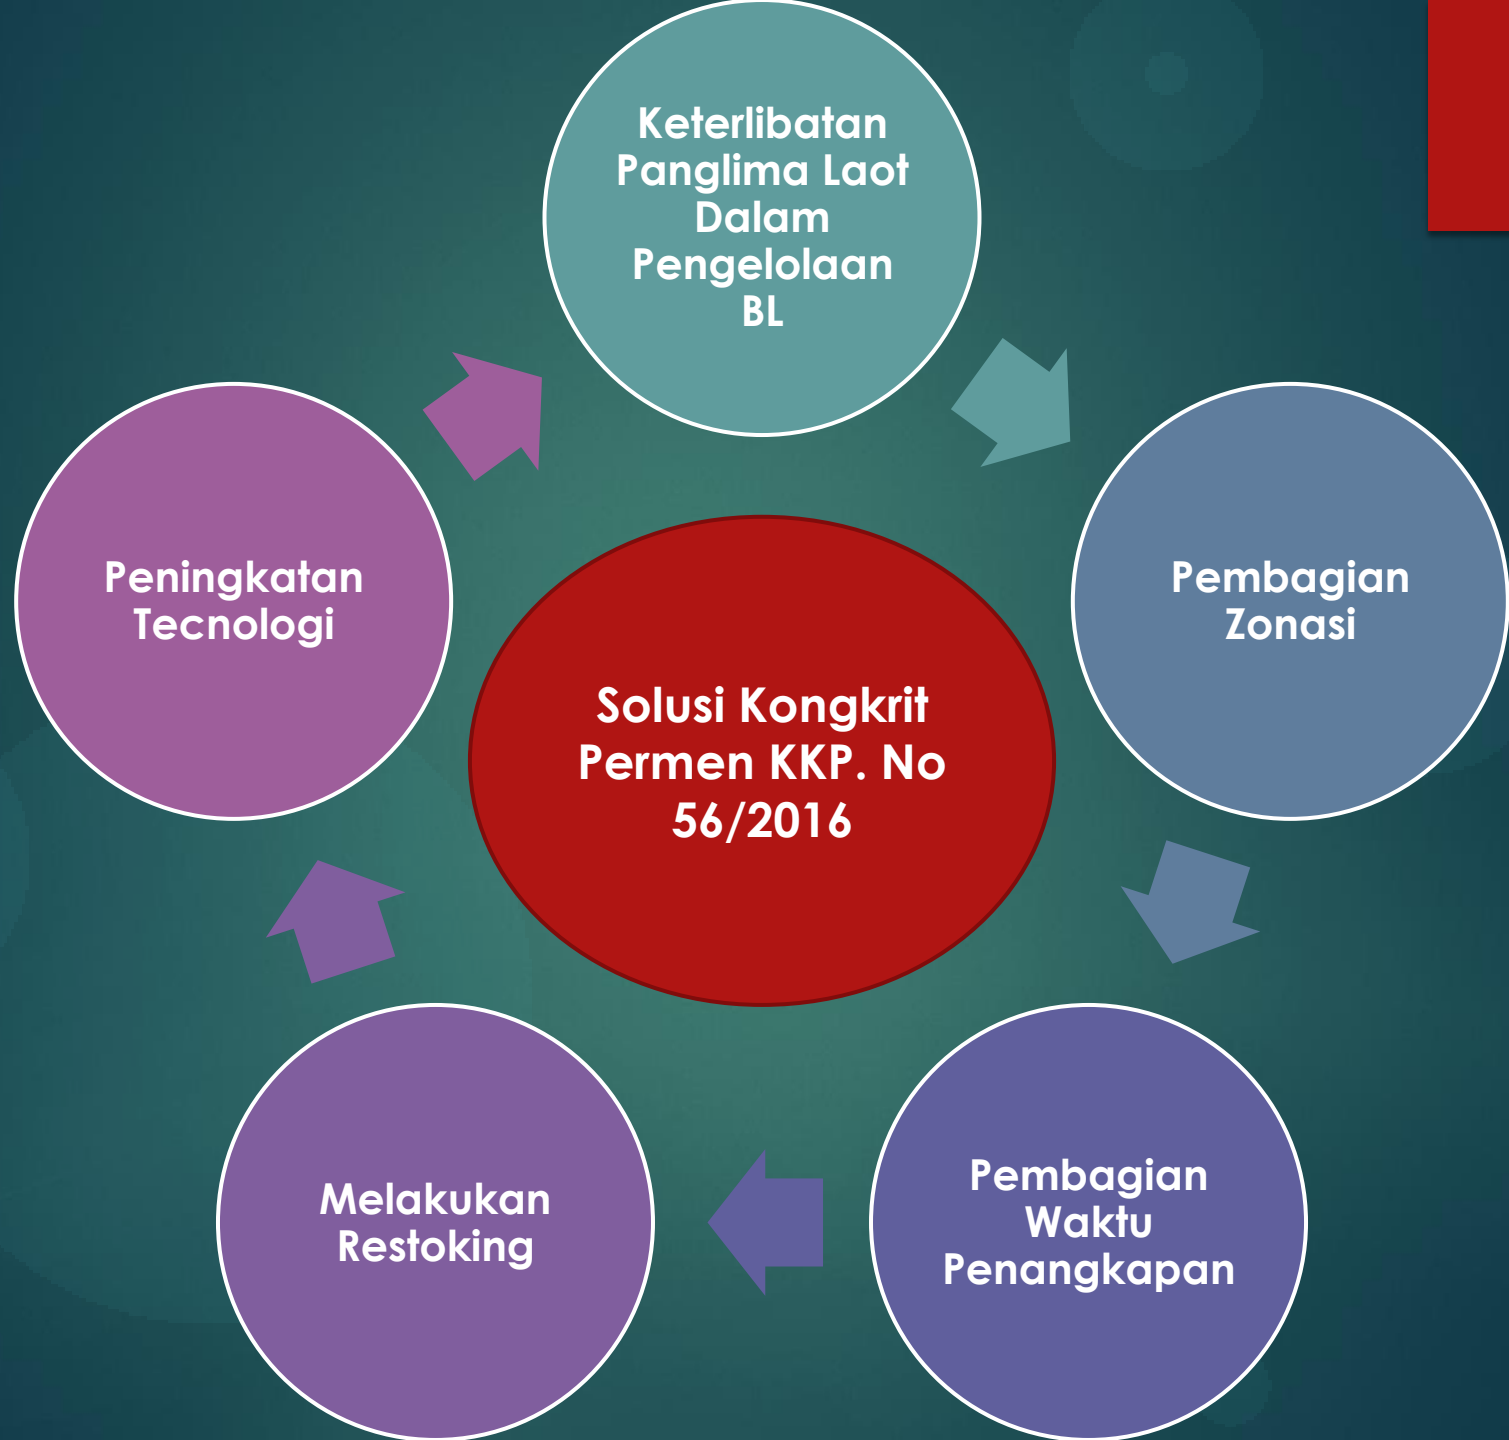 Keterlibatan
Panglima Laot
Dalam
Pengelolaan
BL
Pembagian
Zonasi
Pembagian
Waktu
Penangkapan
Melakukan
Restoking
Peningkatan
Tecnologi
Solusi Kongkrit
Permen KKP. No
56/2016